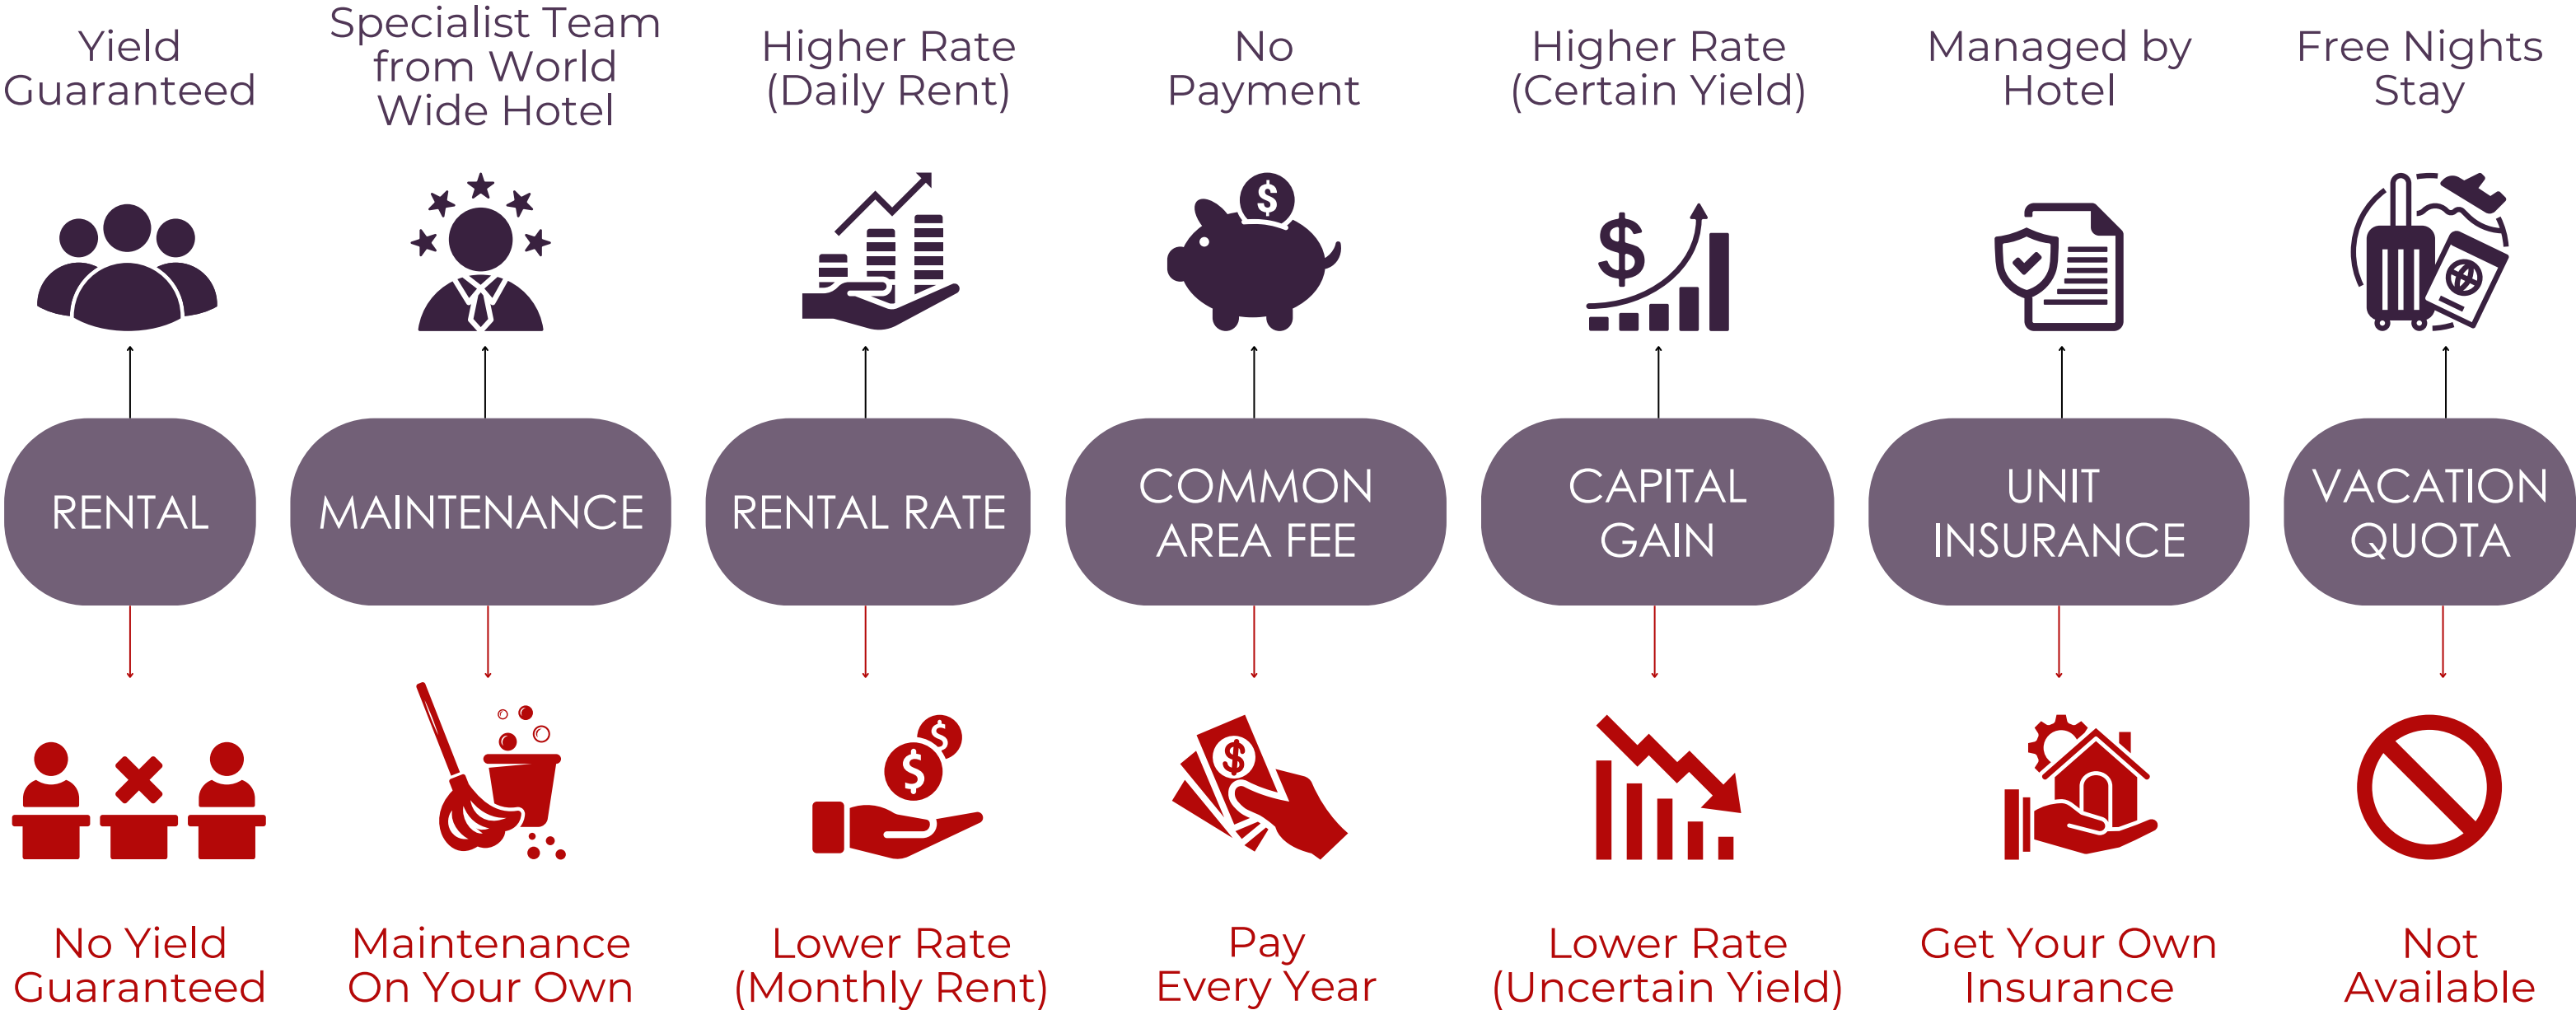 Yield
Guaranteed
Specialist Team
from World
Wide Hotel
Higher Rate
(Daily Rent)
No
Payment
Higher Rate
(Certain Yield)
Managed by
Hotel
Free Nights
Stay
RENTAL
MAINTENANCE
RENTAL RATE
COMMON
AREA FEE
CAPITAL
GAIN
UNIT
INSURANCE
VACATION
QUOTA
No Yield
Guaranteed
Maintenance
On Your Own
Lower Rate
(Monthly Rent)
Pay
Every Year
Lower Rate
(Uncertain Yield)
Get Your Own
Insurance
Not
Available